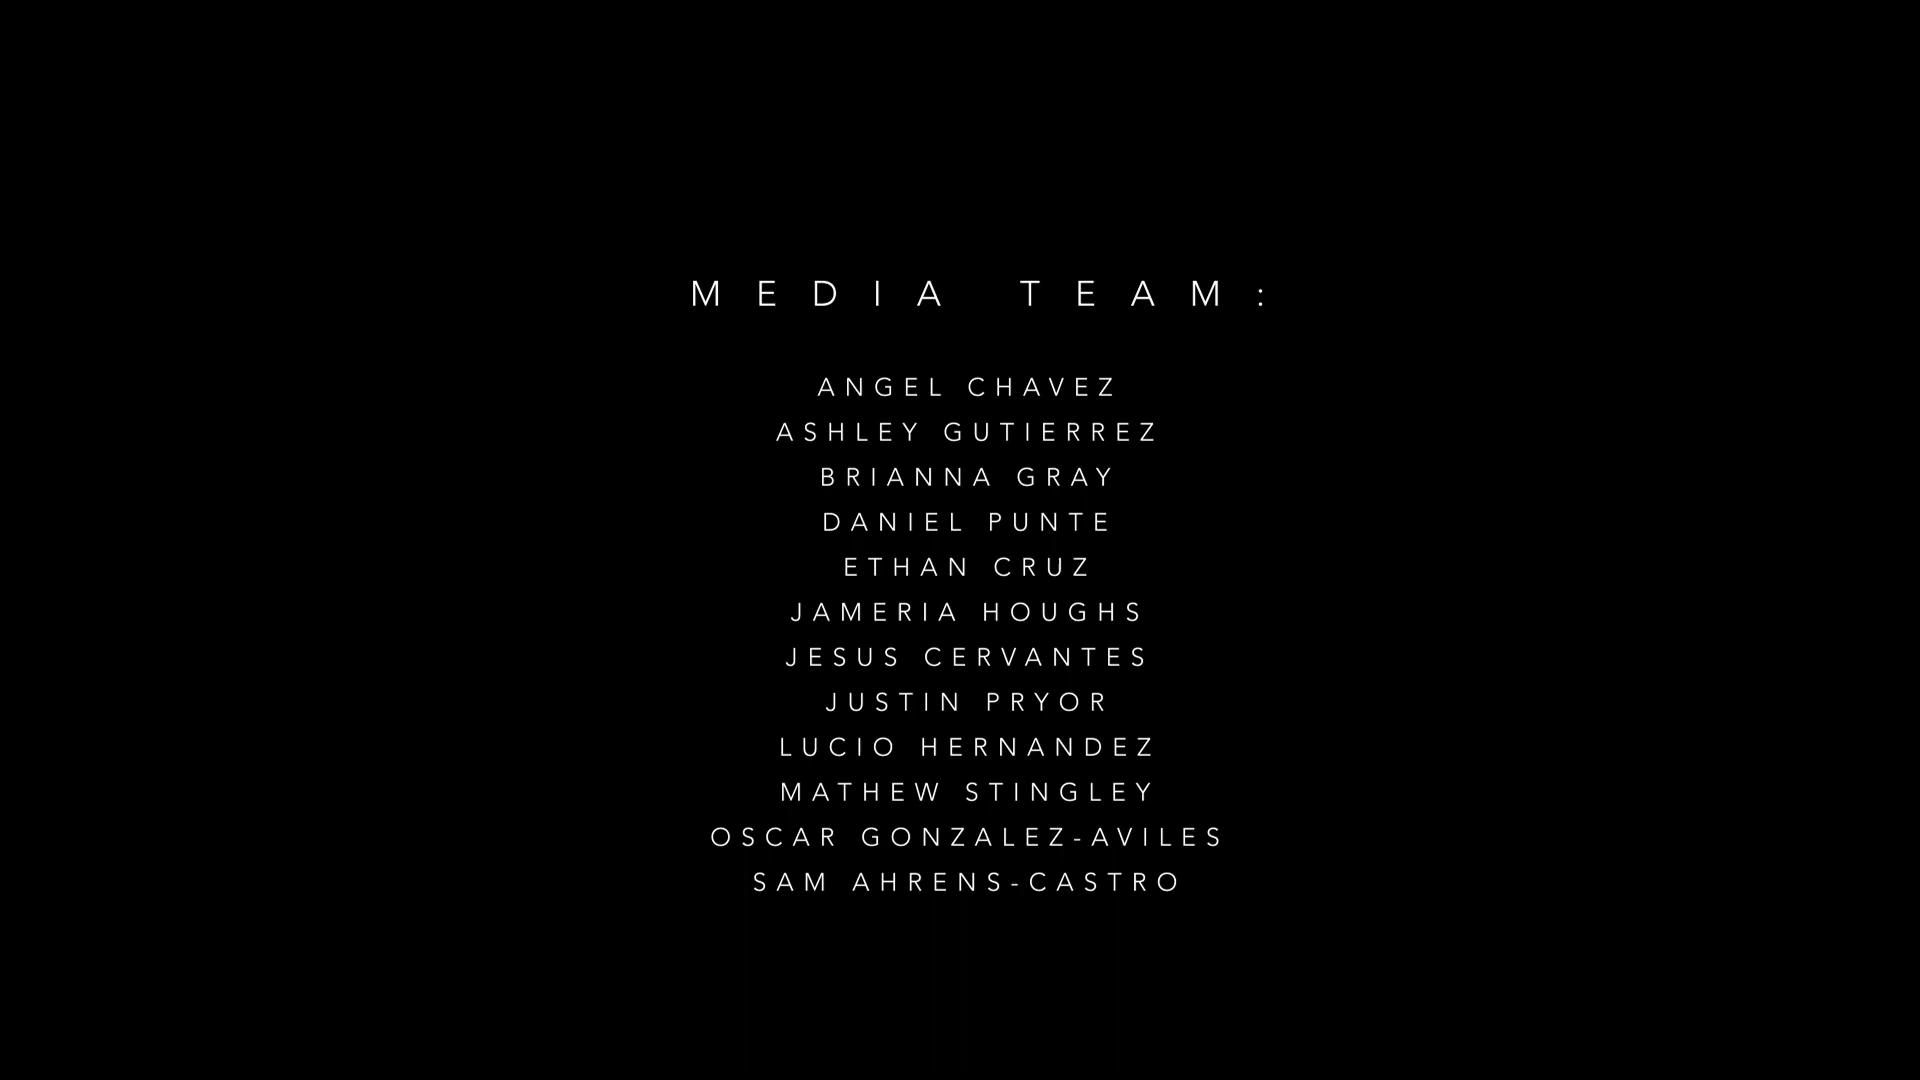 MEDIA TEAM:
ANGEL CHAVEZ
ASHLEY GUTIERREZ
BRIANNA GRAY
DANIEL PUNTE
ETHAN CRUZ
JAMERIA HOUGHS
JESUS CERVANTES
JUSTIN PRYOR
LUCIO HERNANDEZ
MATHEW STINGLEY
OSCAR GONZALEZ-AVILES
SAM AHRENS-CASTRO